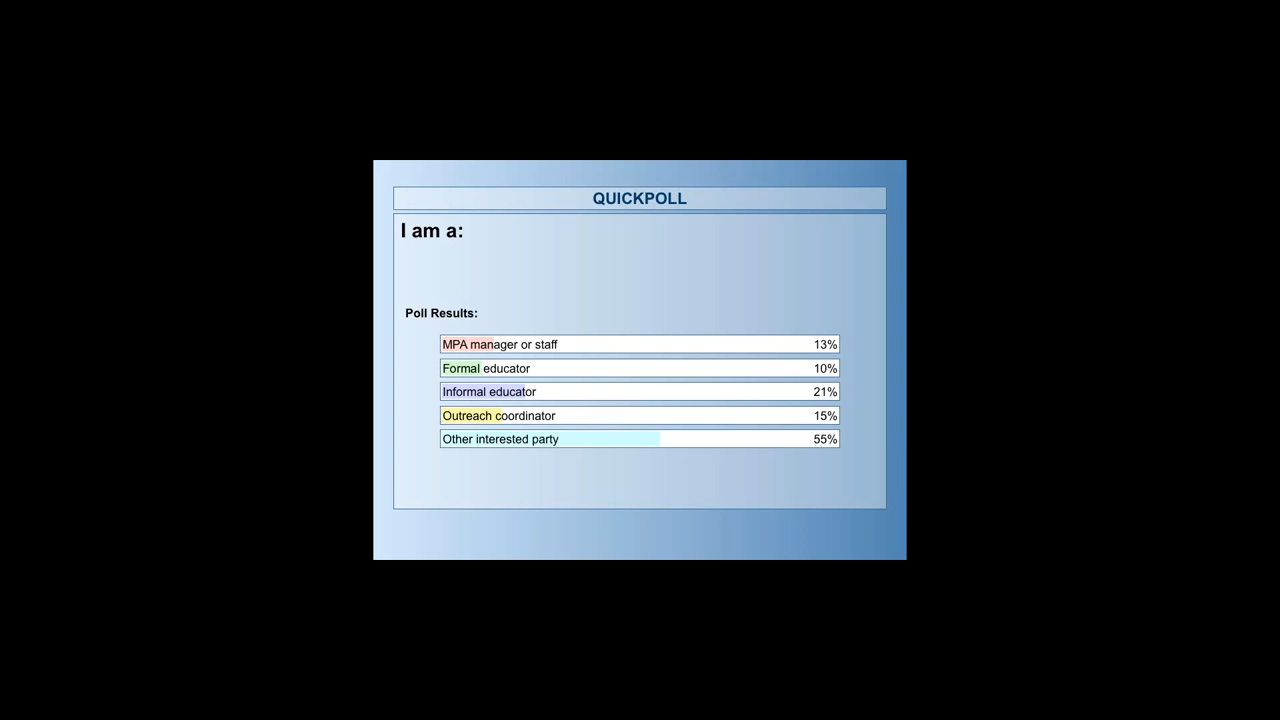 QUICKPOLL
I am a:
Poll Results:
MPA manager or staff 13%
Formal educator 10%
Informal educator 21%
Outreach coordinator 15%
Other interested party 55%